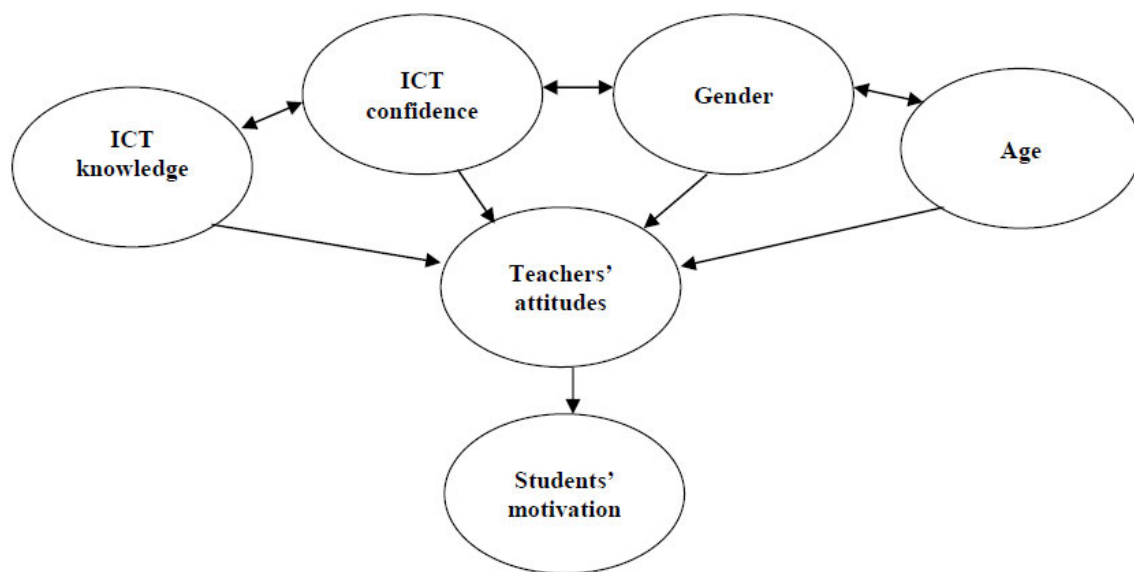 ICT
knowledge
ICT
confidence
Gender
Age
Teachers’
attitudes
Students’
motivation